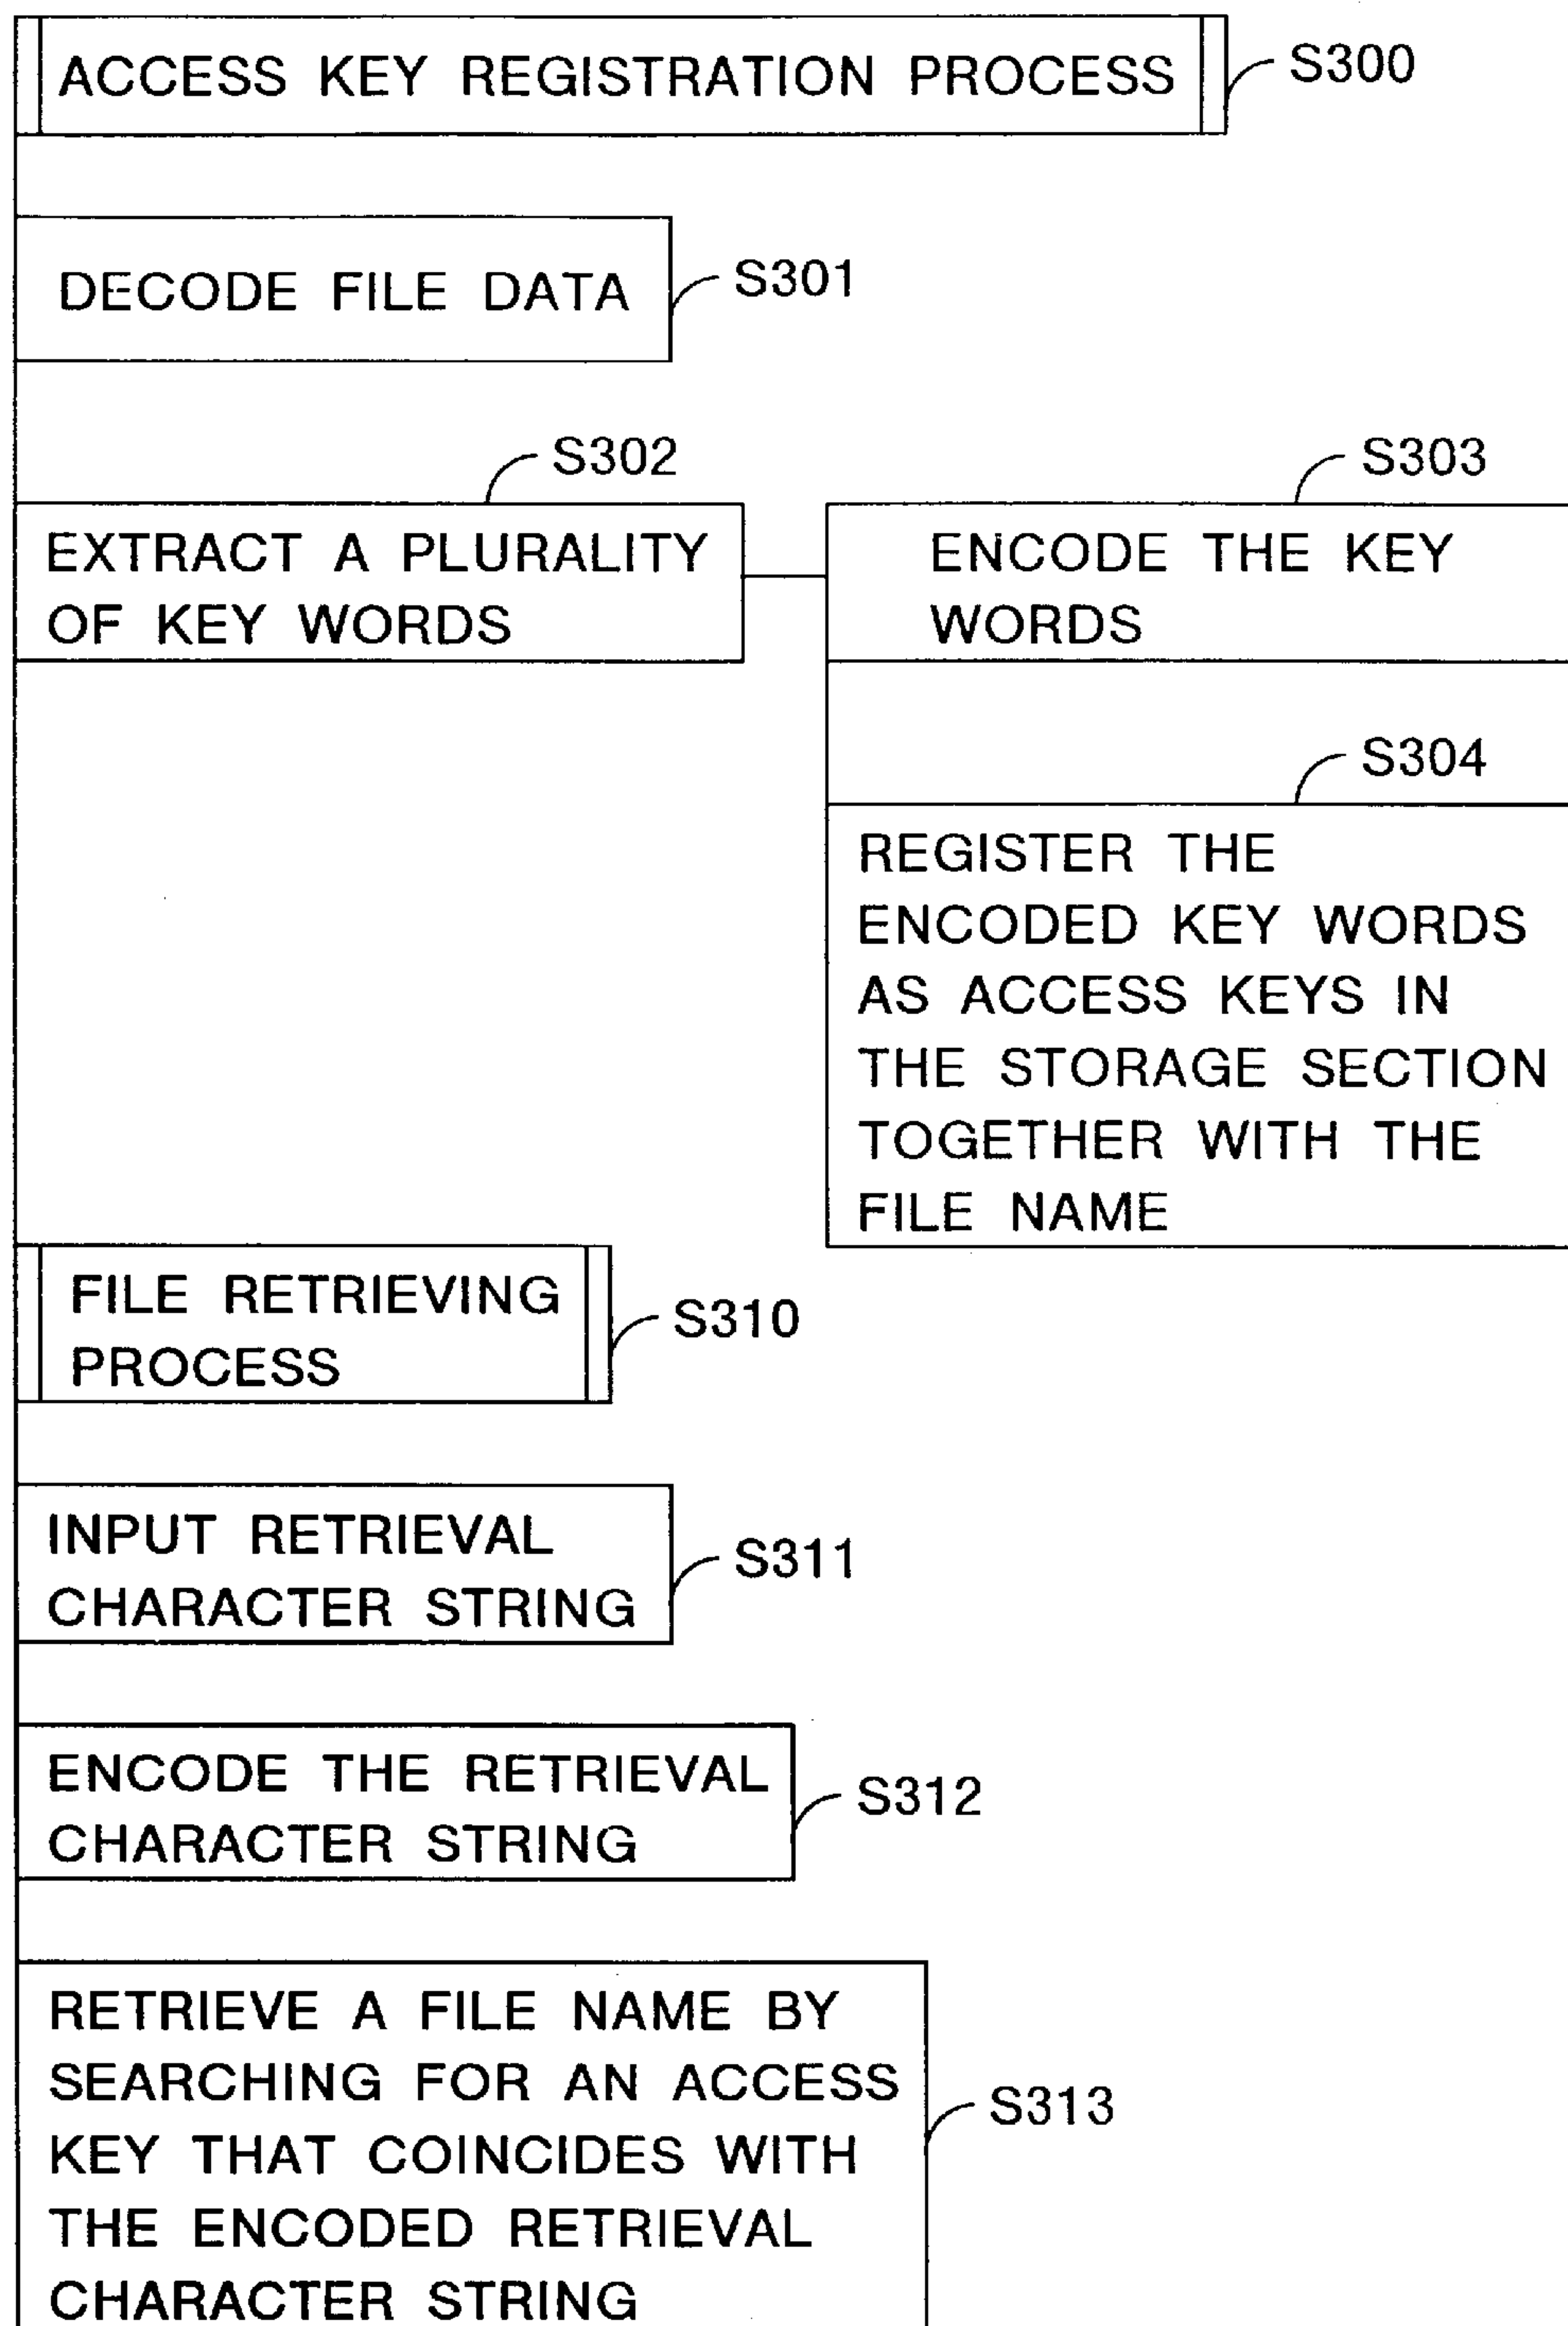 ACCESS KEY REGISTRATION PROCESS
S300
DECODE FILE DATA
S301
S302
EXTRACT A PLURALITY
OF KEY WORDS
S303
ENCODE THE KEY
WORDS
S304
REGISTER THE
ENCODED KEY WORDS
AS ACCESS KEYS IN
THE STORAGE SECTION
TOGETHER WITH THE
FILE NAME
FILE RETRIEVING
PROCESS
S310
INPUT RETRIEVAL
CHARACTER STRING
S311
ENCODE THE RETRIEVAL
CHARACTER STRING
S312
RETRIEVE A FILE NAME BY
SEARCHING FOR AN ACCESS
KEY THAT COINCIDES WITH
THE ENCODED RETRIEVAL
CHARACTER STRING
S313